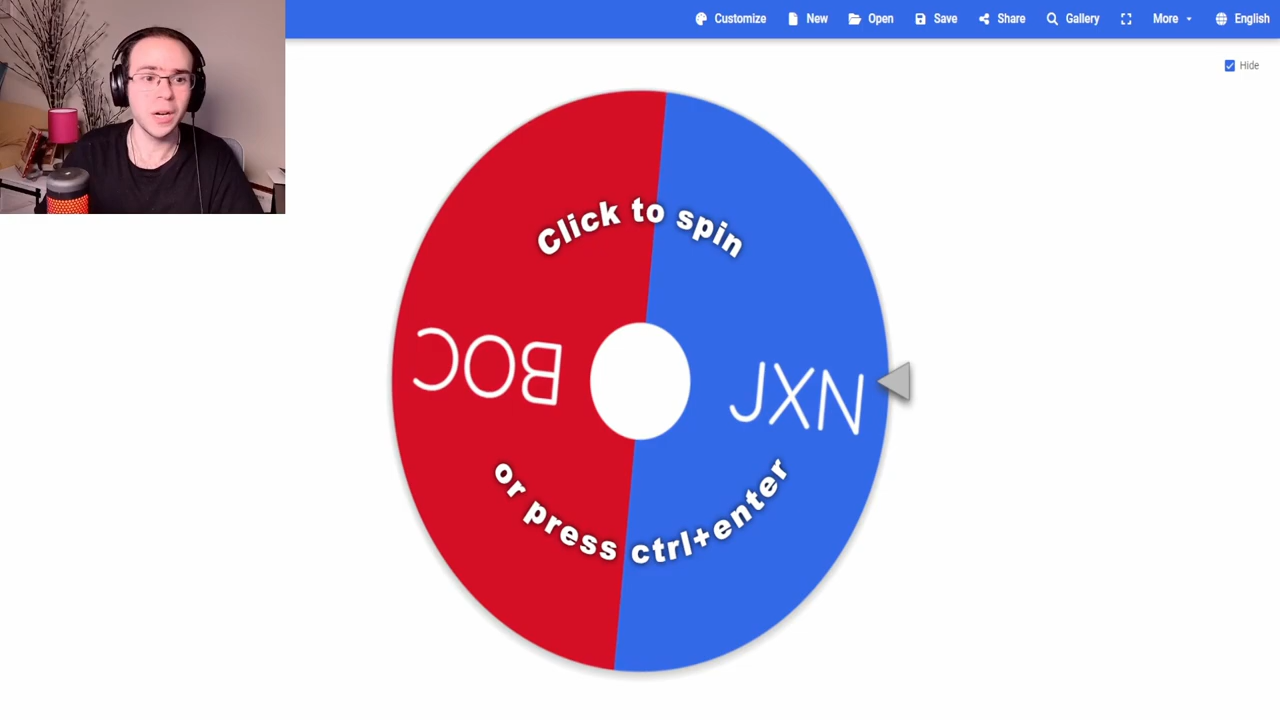 Customize New Open Save Share Gallery More English
Hide
Click to spin
BOC
JXN
or press ctrl+enter